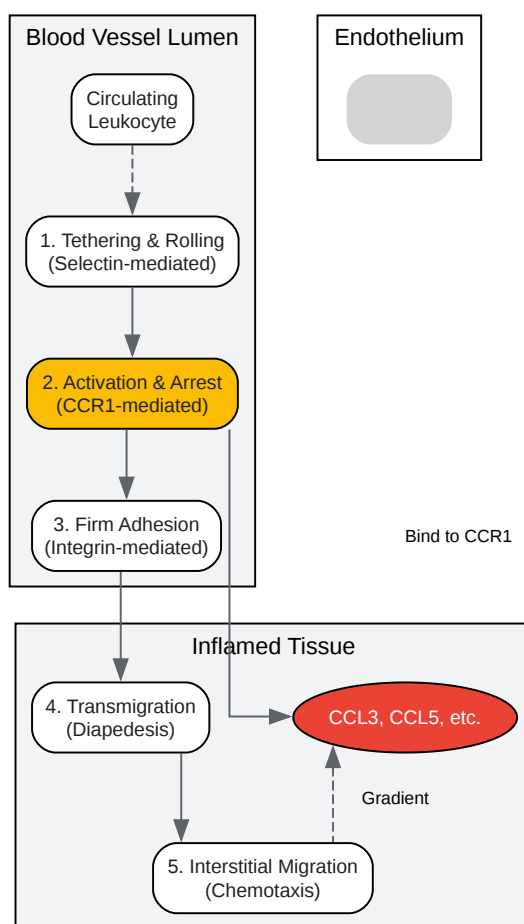 Blood Vessel Lumen
Endothelium
Circulating
Leukocyte
1. Tethering & Rolling
(Selectin-mediated)
2. Activation & Arrest
(CCR1-mediated)
3. Firm Adhesion
(Integrin-mediated)
Bind to CCR1
Inflamed Tissue
4. Transmigration
(Diapedesis)
CCL3, CCL5, etc.
Gradient
5. Interstitial Migration
(Chemotaxis)